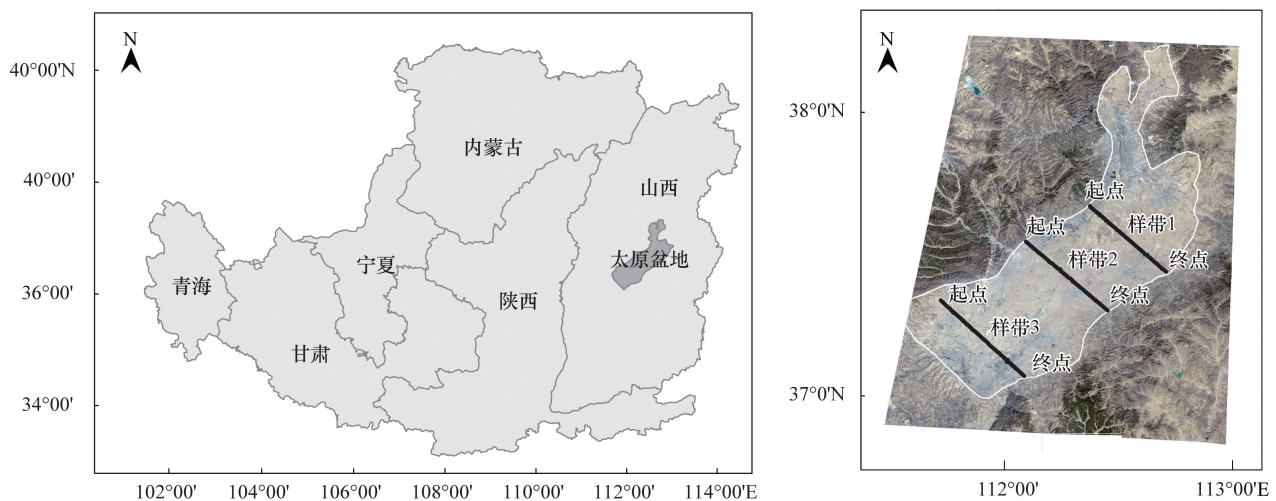 N
40°00'N
40°00'
36°00'
34°00'
内蒙古
山西
太原盆地
宁夏
青海
陕西
甘肃
102°00'
104°00'
106°00'
108°00'
110°00'
112°00'
114°00'E
N
38°0'N
37°0'N
起点
样带1
终点
起点
样带2
终点
起点
样带3
终点
112°00'
113°00'E